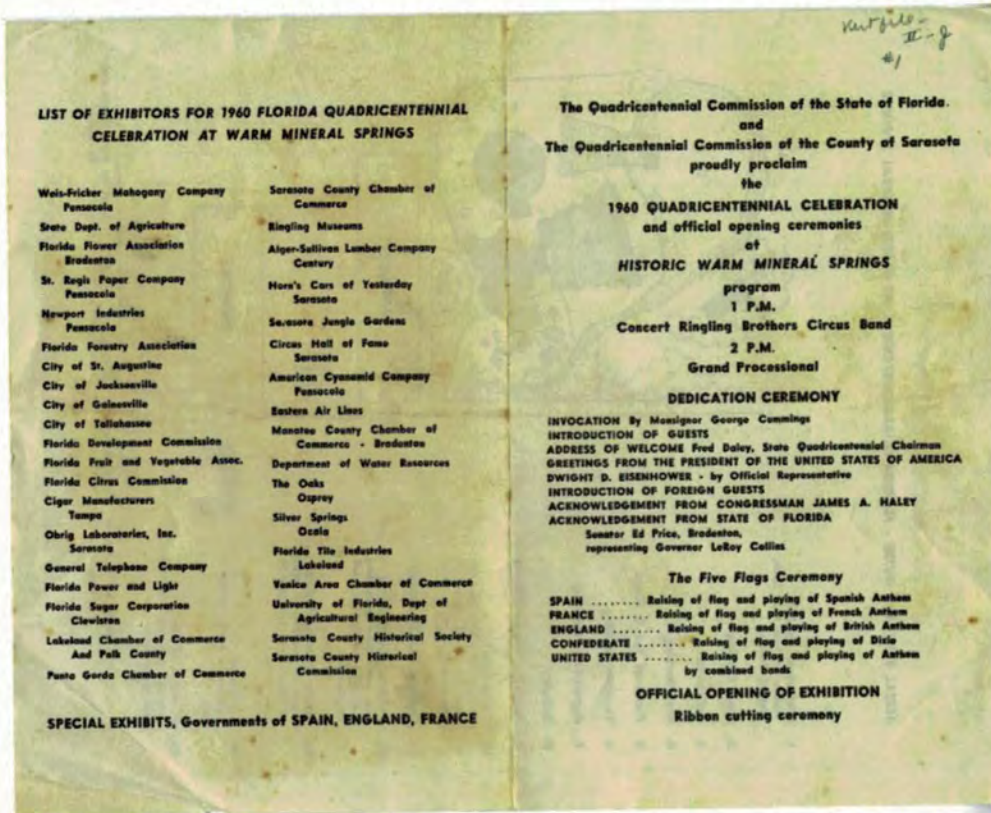 LIST OF EXHIBITORS FOR 1960 FLORIDA QUADRICENTENNIAL
CELEBRATION AT WARM MINERAL SPRINGS
Weis-Fricker Mahogany Company
Pensacola
State Dept. of Agriculture
Florida Flower Association
Bradenton
St. Regis Paper Company
Pensacola
Newport Industries
Pensacola
Florida Forestry Association
City of St. Augustine
City of Jacksonville
City of Gainesville
City of Tallahassee
Florida Development Commission
Florida Fruit and Vegetable Assoc.
Florida Citrus Commission
Cigar Manufacturers
Tampa
Obrig Laboratories, Inc.
Sarasota
General Telephone Company
Florida Power and Light
Florida Sugar Corporation
Clewiston
Lakeland Chamber of Commerce
And Polk County
Punta Gorda Chamber of Commerce
Sarasota County Chamber of
Commerce
Ringling Museums
Alger-Sullivan Lumber Company
Century
Horn's Cars of Yesterday
Sarasota
Sarasota Jungle Gardens
Circus Hall of Fame
Sarasota
American Cyanamid Company
Pensacola
Eastern Air Lines
Manatee County Chamber of
Commerce - Bradenton
Department of Water Resources
The Oaks
Osprey
Silver Springs
Ocala
Florida Tile Industries
Lakeland
Venice Area Chamber of Commerce
University of Florida, Dept of
Agricultural Engineering
Sarasota County Historical Society
Sarasota County Historical
Commission
SPECIAL EXHIBITS, Governments of SPAIN, ENGLAND, FRANCE
II - J
#1
The Quadricentennial Commission of the State of Florida.
and
The Quadricentennial Commission of the County of Sarasota
proudly proclaim
the
1960 QUADRICENTENNIAL CELEBRATION
and official opening ceremonies
at
HISTORIC WARM MINERAL SPRINGS
program
1 P.M.
Concert Ringling Brothers Circus Band
2 P.M.
Grand Processional
DEDICATION CEREMONY
INVOCATION By Monsignor George Cummings
INTRODUCTION OF GUESTS
ADDRESS OF WELCOME Fred Daley, State Quadricentennial Chairman
GREETINGS FROM THE PRESIDENT OF THE UNITED STATES OF AMERICA
DWIGHT D. EISENHOWER - by Official Representative
INTRODUCTION OF FOREIGN GUESTS
ACKNOWLEDGEMENT FROM CONGRESSMAN JAMES A. HALEY
ACKNOWLEDGEMENT FROM STATE OF FLORIDA
Senator Ed Price, Bradenton,
representing Governor LeRoy Collins
The Five Flags Ceremony
SPAIN ........ Raising of flag and playing of Spanish Anthem
FRANCE ........ Raising of flag and playing of French Anthem
ENGLAND ........ Raising of flag and playing of British Anthem
CONFEDERATE ........ Raising of flag and playing of Dixie
UNITED STATES ........ Raising of flag and playing of Anthem
by combined bands
OFFICIAL OPENING OF EXHIBITION
Ribbon cutting ceremony